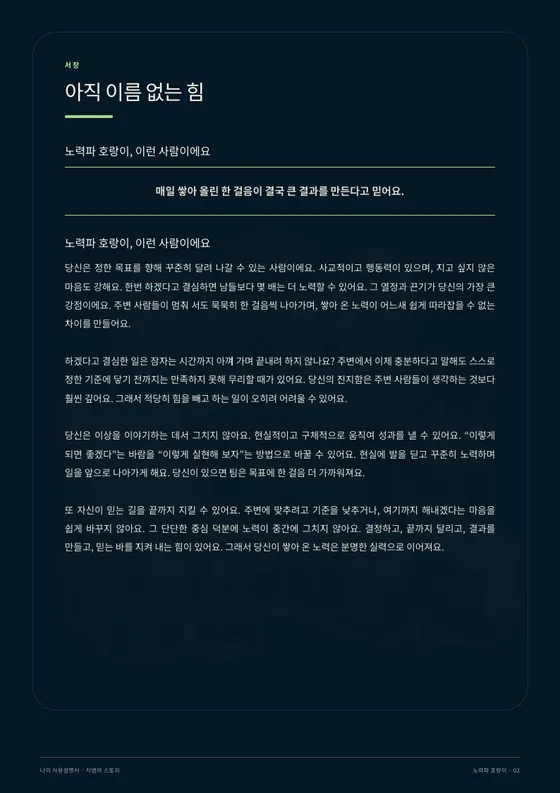 서장
아직 이름 없는 힘
노력파 호랑이, 이런 사람이에요
매일 쌓아 올린 한 걸음이 결국 큰 결과를 만든다고 믿어요.
노력파 호랑이, 이런 사람이에요
당신은 정한 목표를 향해 꾸준히 달려 나갈 수 있는 사람이에요. 사교적이고 행동력이 있으며, 지고 싶지 않은
마음도 강해요. 한번 하겠다고 결심하면 남들보다 몇 배는 더 노력할 수 있어요. 그 열정과 끈기가 당신의 가장 큰
강점이에요. 주변 사람들이 멈춰 서도 묵묵히 한 걸음씩 나아가며, 쌓아 온 노력이 어느새 쉽게 따라잡을 수 없는
차이를 만들어요.
하겠다고 결심한 일은 잠자는 시간까지 아껴 가며 끝내려 하지 않나요? 주변에서 이제 충분하다고 말해도 스스로
정한 기준에 닿기 전까지는 만족하지 못해 무리할 때가 있어요. 당신의 진지함은 주변 사람들이 생각하는 것보다
훨씬 깊어요. 그래서 적당히 힘을 빼고 하는 일이 오히려 어려울 수 있어요.
당신은 이상을 이야기하는 데서 그치지 않아요. 현실적이고 구체적으로 움직여 성과를 낼 수 있어요. “이렇게
되면 좋겠다”는 바람을 “이렇게 실현해 보자”는 방법으로 바꿀 수 있어요. 현실에 발을 딛고 꾸준히 노력하며
일을 앞으로 나아가게 해요. 당신이 있으면 팀은 목표에 한 걸음 더 가까워져요.
또 자신이 믿는 길을 끝까지 지킬 수 있어요. 주변에 맞추려고 기준을 낮추거나, 여기까지 해내겠다는 마음을
쉽게 바꾸지 않아요. 그 단단한 중심 덕분에 노력이 중간에 그치지 않아요. 결정하고, 끝까지 달리고, 결과를
만들고, 믿는 바를 지켜 내는 힘이 있어요. 그래서 당신이 쌓아 온 노력은 분명한 실력으로 이어져요.
나의 사용설명서 · 사범의 스토리
노력파 호랑이 · 02